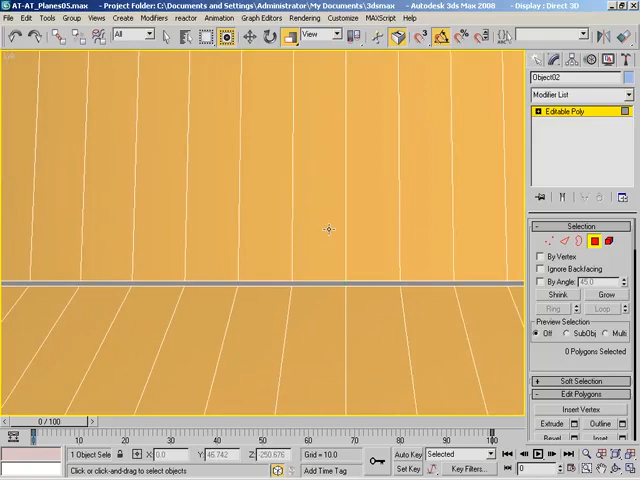 AT-AT_Planes05.max - Project Folder: C:\Documents and Settings\Administrator\My Documents\3dsmax - Autodesk 3ds Max 2008 - Display : Direct 3D
File Edit Tools Group Views Create Modifiers reactor Animation Graph Editors Rendering Customize MAXScript Help
All View
Object02
Modifier List
Editable Poly
Selection
By Vertex
Ignore Backfacing
By Angle: 45.0
Shrink Grow
Ring Loop
Preview Selection
Off SubObj Multi
0 Polygons Selected
Soft Selection
Edit Polygons
Insert Vertex
Extrude Outline
Bevel Inset
0 / 100
10 20 30 40 50 60 70 80 90 100
1 Object Sele X: 0.0 Y: 46.742 Z: -250.676 Grid = 10.0 Auto Key Selected
Click or click-and-drag to select objects Add Time Tag Set Key Key Filters... 0